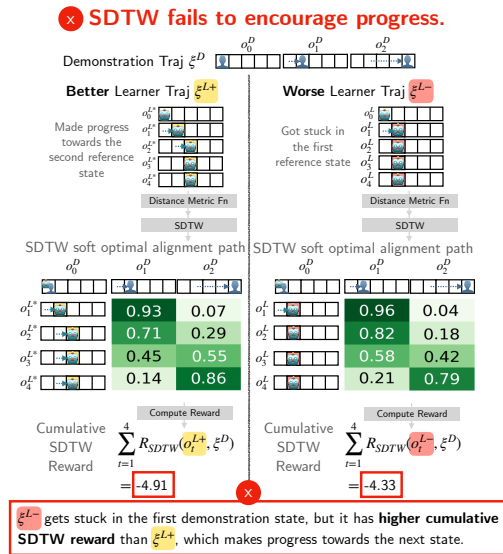 x SDTW fails to encourage progress.
o_0^D o_1^D o_2^D
Demonstration Traj ξ^D
Better Learner Traj ξ^{L+}
Worse Learner Traj ξ^{L-}
Made progress towards the second reference state
o_0^{L*}
o_1^{L*}
o_2^{L*}
o_3^{L*}
o_4^{L*}
Got stuck in the first reference state
o_0^L
o_1^L
o_2^L
o_3^L
o_4^L
Distance Metric Fn
Distance Metric Fn
SDTW
SDTW
SDTW soft optimal alignment path
SDTW soft optimal alignment path
o_0^D o_1^D o_2^D
o_0^D o_1^D o_2^D
o_1^{L*} 0.93 0.07
o_2^{L*} 0.71 0.29
o_3^{L*} 0.45 0.55
o_4^{L*} 0.14 0.86
o_1^L 0.96 0.04
o_2^L 0.82 0.18
o_3^L 0.58 0.42
o_4^L 0.21 0.79
Compute Reward
Compute Reward
Cumulative SDTW Reward
∑_{t=1}^{4} R_{SDTW}(o_t^{L+}, ξ^D)
= -4.91
Cumulative SDTW Reward
∑_{t=1}^{4} R_{SDTW}(o_t^{L-}, ξ^D)
= -4.33
x
ξ^{L-} gets stuck in the first demonstration state, but it has higher cumulative
SDTW reward than ξ^{L+}, which makes progress towards the next state.